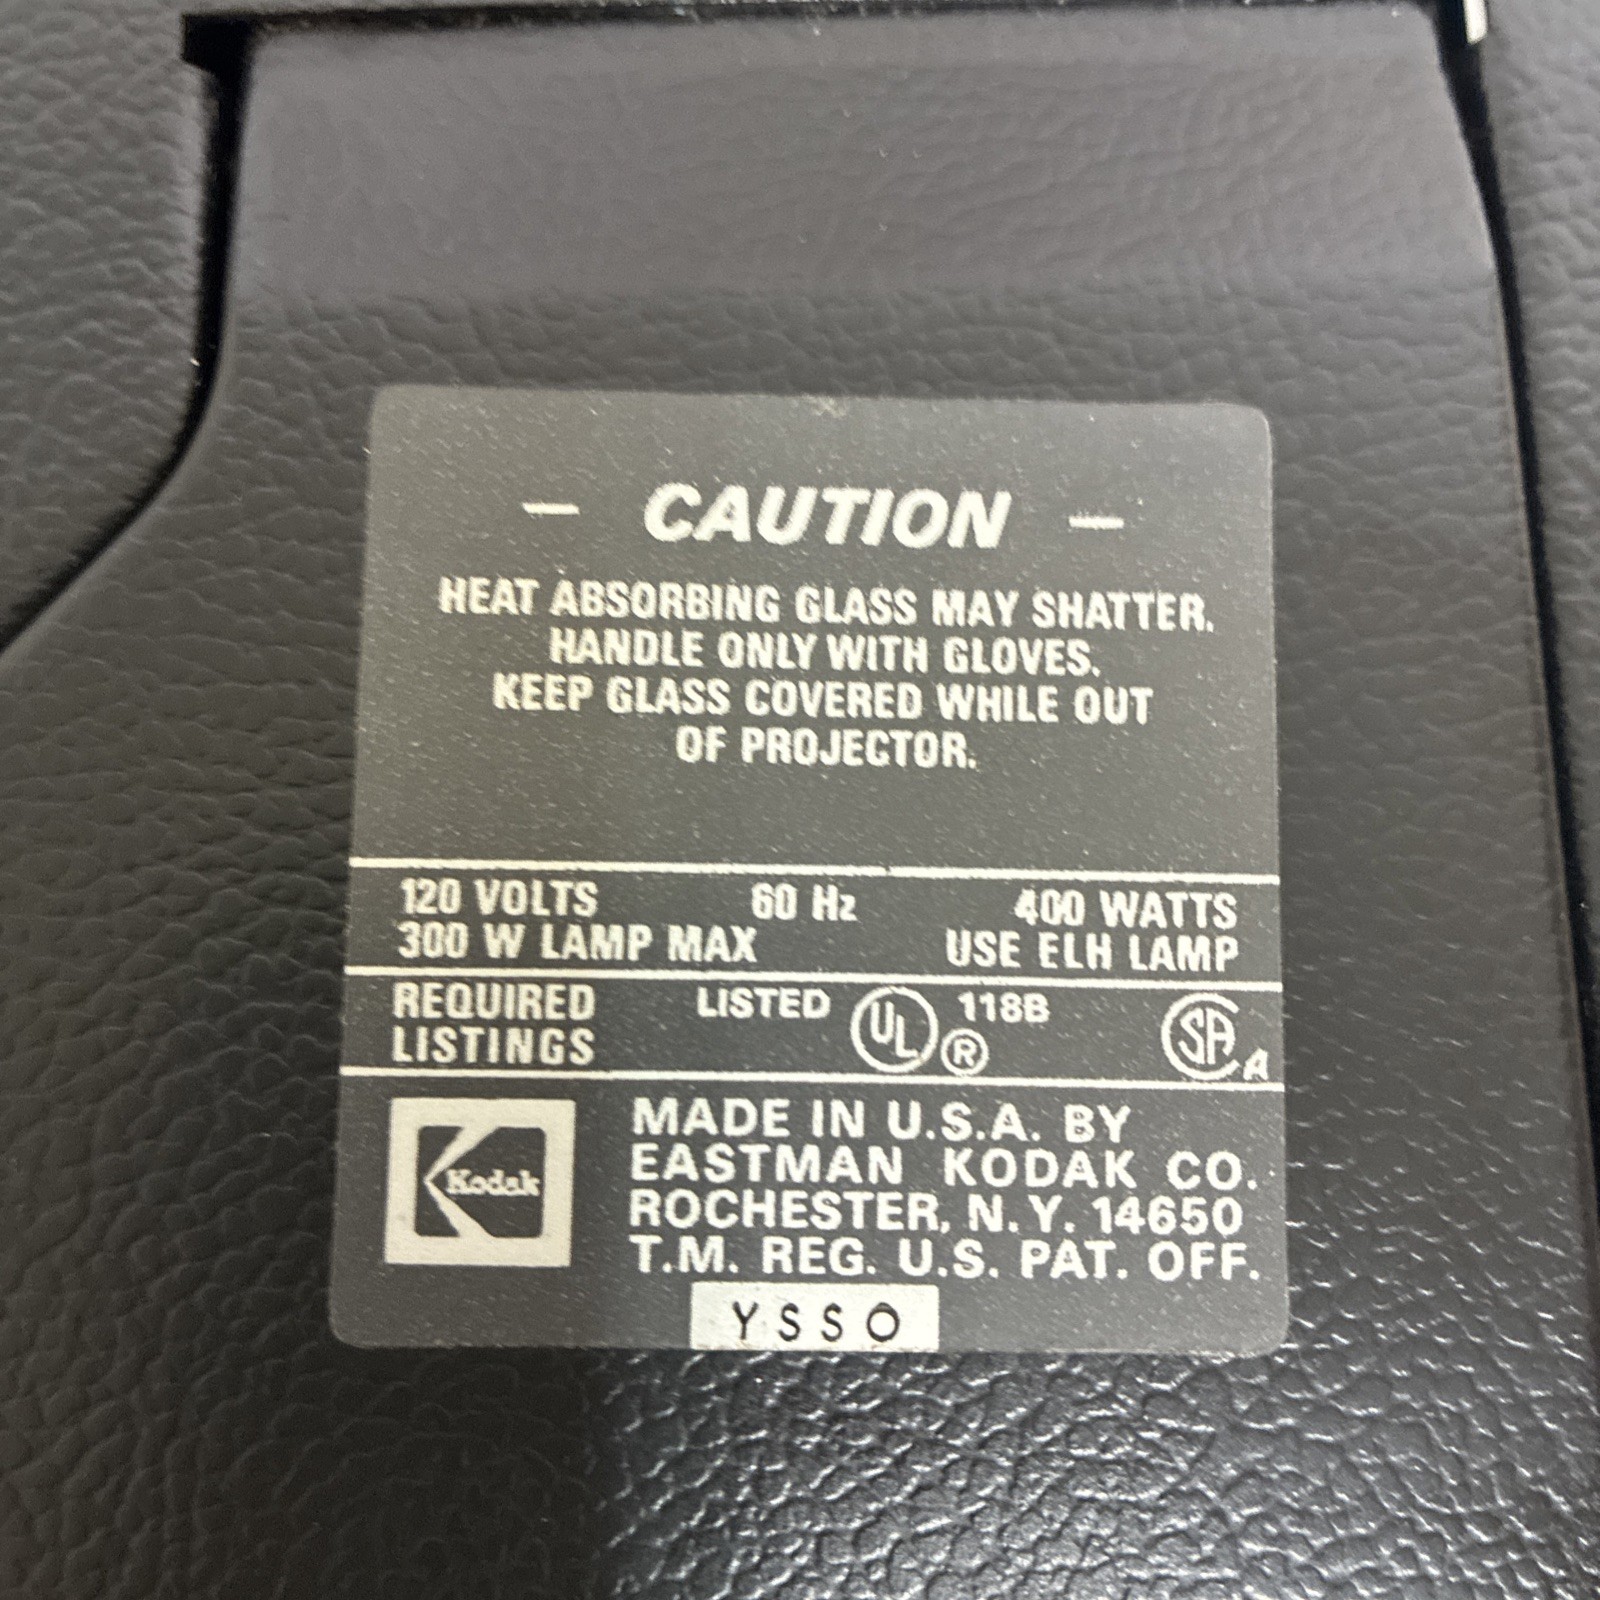 — CAUTION —
HEAT ABSORBING GLASS MAY SHATTER.
HANDLE ONLY WITH GLOVES.
KEEP GLASS COVERED WHILE OUT
OF PROJECTOR.
120 VOLTS 60 Hz 400 WATTS
300 W LAMP MAX USE ELH LAMP
REQUIRED LISTINGS LISTED UL ® 118B SA A
Kodak
MADE IN U.S.A. BY
EASTMAN KODAK CO.
ROCHESTER, N.Y. 14650
T.M. REG. U.S. PAT. OFF.
YSSO